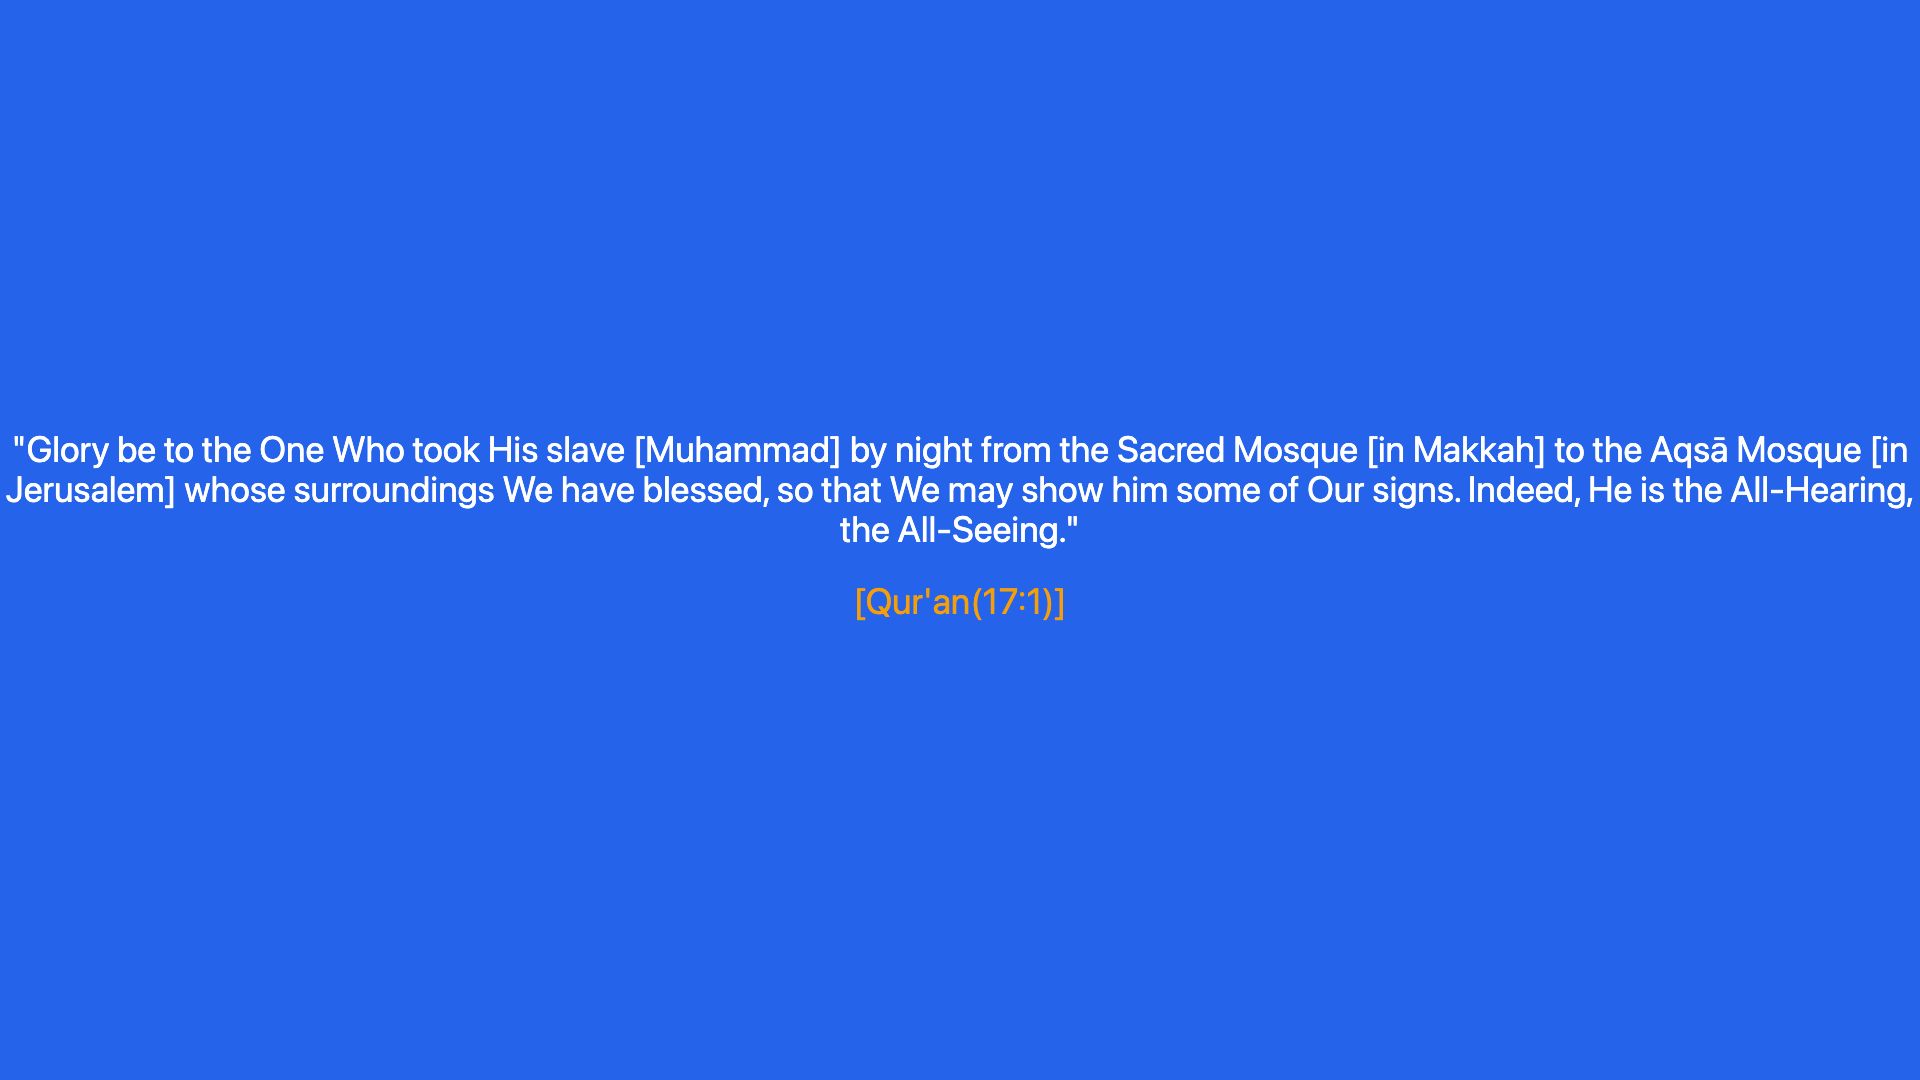 "Glory be to the One Who took His slave [Muhammad] by night from the Sacred Mosque [in Makkah] to the Aqsā Mosque [in
Jerusalem] whose surroundings We have blessed, so that We may show him some of Our signs. Indeed, He is the All-Hearing,
the All-Seeing."
[Qur'an(17:1)]